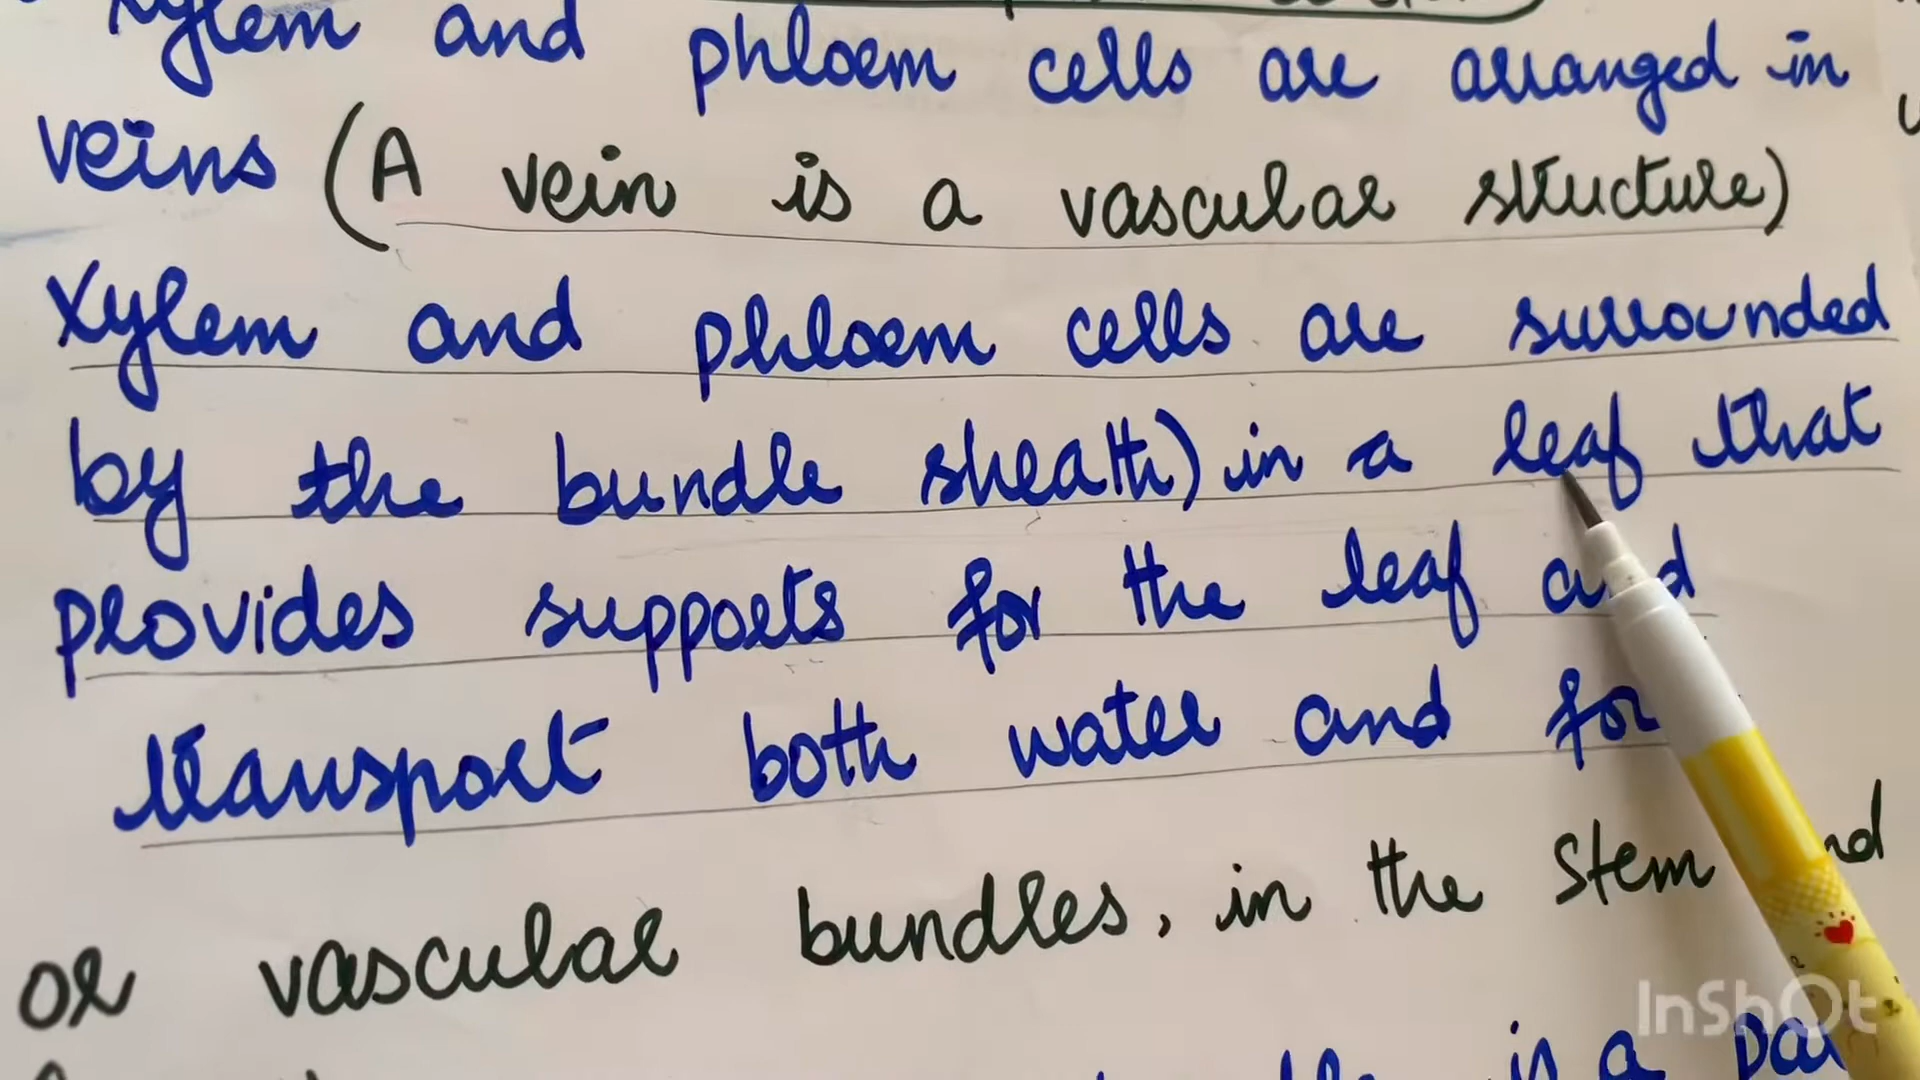 Xylem and phloem cells are arranged in
veins (A vein is a vascular structure)
Xylem and phloem cells are surrounded
by the bundle sheath) in a leaf that
provides supports for the leaf and
transport both water and
or vascular bundles, in the stem and
is a
InShOt